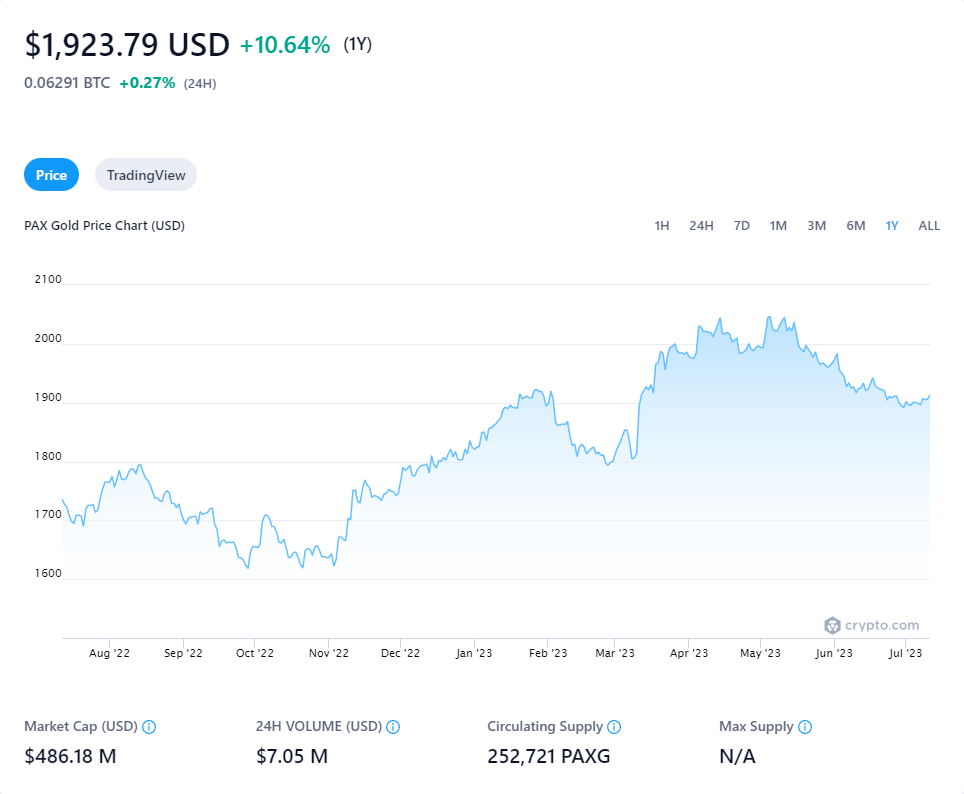 $1,923.79 USD +10.64% (1Y)
0.06291 BTC +0.27% (24H)
Price TradingView
PAX Gold Price Chart (USD) 1H 24H 7D 1M 3M 6M 1Y ALL
2100
2000
1900
1800
1700
1600
crypto.com
Aug '22 Sep '22 Oct '22 Nov '22 Dec '22 Jan '23 Feb '23 Mar '23 Apr '23 May '23 Jun '23 Jul '23
Market Cap (USD) 24H VOLUME (USD) Circulating Supply Max Supply
$486.18 M $7.05 M 252,721 PAXG N/A